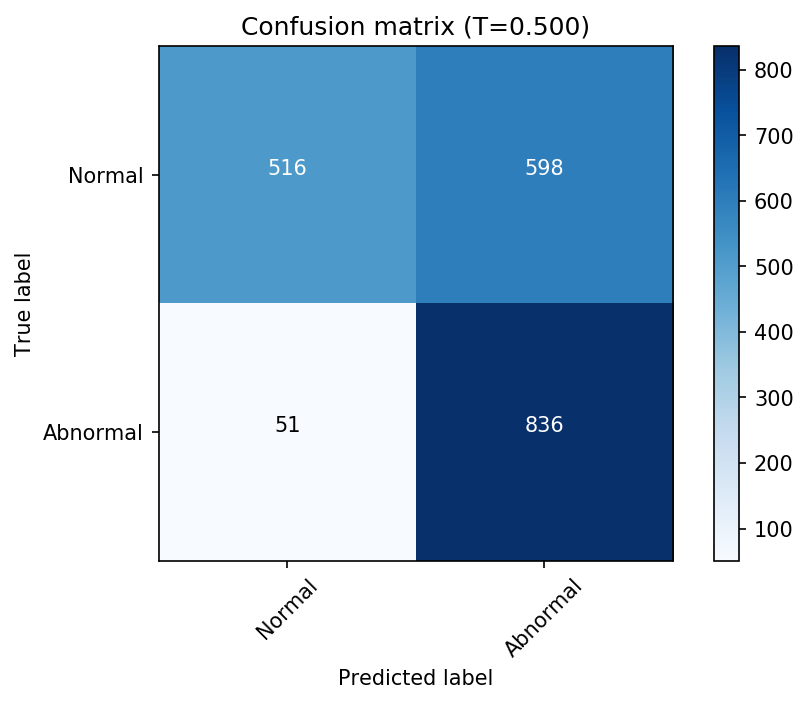 Confusion matrix (T=0.500)
True label
Normal
Abnormal
516
598
51
836
Normal
Abnormal
Predicted label
800
700
600
500
400
300
200
100